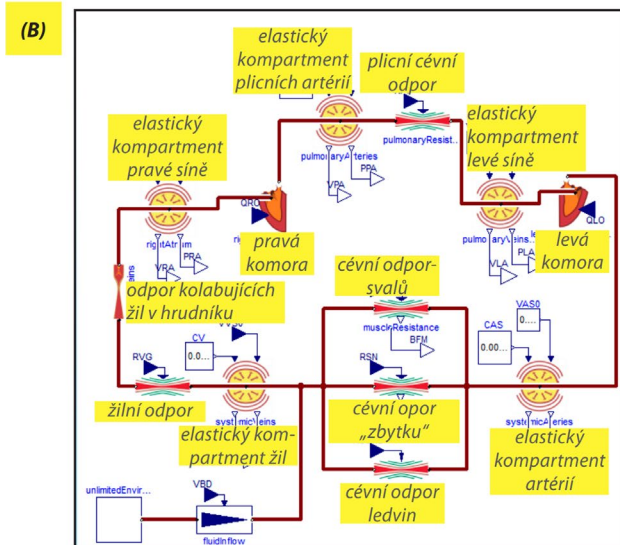 (B)
elastický
kompartment
plicních artérií
plicní cévní
odpor
elastický
kompartment
pravé síně
elastický
kompartment
levé síně
pulmonaryArteries
pulmonaryResist...
PPA
VPA
QRO
QLO
pravá
komora
levá
komora
rightAtrium
PRA
VRA
PLA
VLA
odpor kolabujících
žil v hrudníku
cévní odpor-
svalů
muscleResistance
BFM
VAS0
0....
CAS
0.00...
CV
0.0...
RVG
RSN
žilní odpor
cévní opor
„zbytku“
elastický kom-
partment žil
elastický
kompartment
artérií
cévní odpor
ledvin
unlimitedEnvir...
VBD
fluidInflow